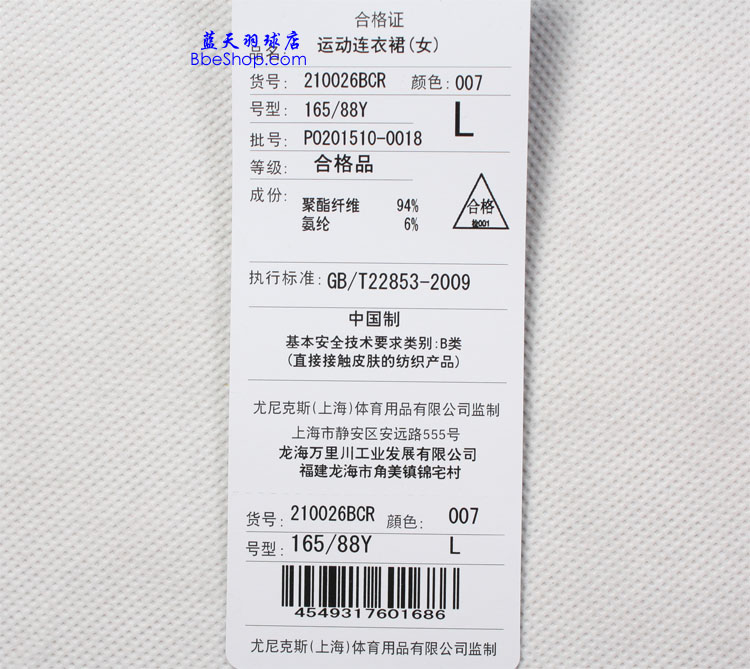 合格证
蓝天羽球店
BbeShop.com
品名: 运动连衣裙(女)
货号: 210026BCR 颜色: 007
号型: 165/88Y L
批号: PO201510-0018
等级: 合格品
成份:
聚酯纤维 94%
氨纶 6%
合格
检001
执行标准: GB/T22853-2009
中国制
基本安全技术要求类别:B类
(直接接触皮肤的纺织产品)
尤尼克斯(上海)体育用品有限公司监制
上海市静安区安远路555号
龙海万里川工业发展有限公司
福建龙海市角美镇锦宅村
货号: 210026BCR 顔色: 007
号型: 165/88Y L
4549317601686
尤尼克斯(上海)体育用品有限公司监制